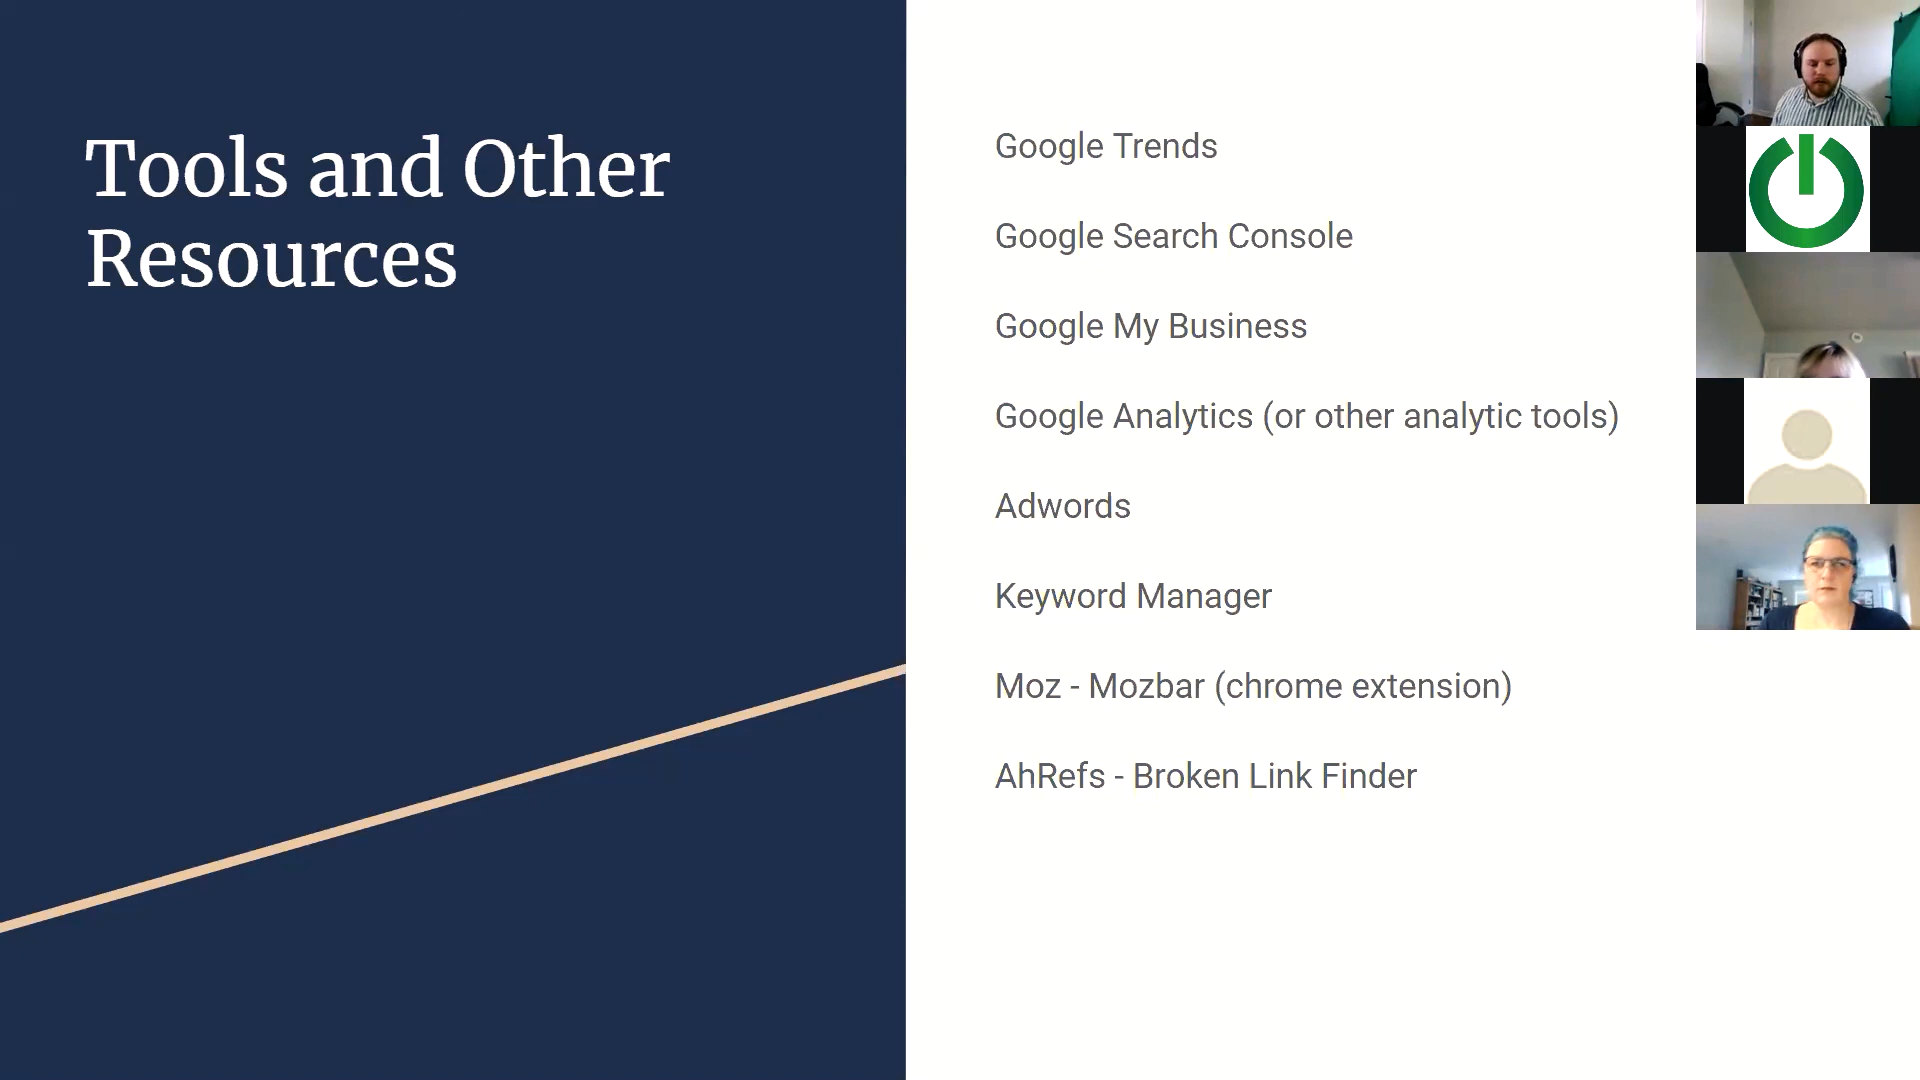 Tools and Other
Resources
Google Trends
Google Search Console
Google My Business
Google Analytics (or other analytic tools)
Adwords
Keyword Manager
Moz - Mozbar (chrome extension)
AhRefs - Broken Link Finder